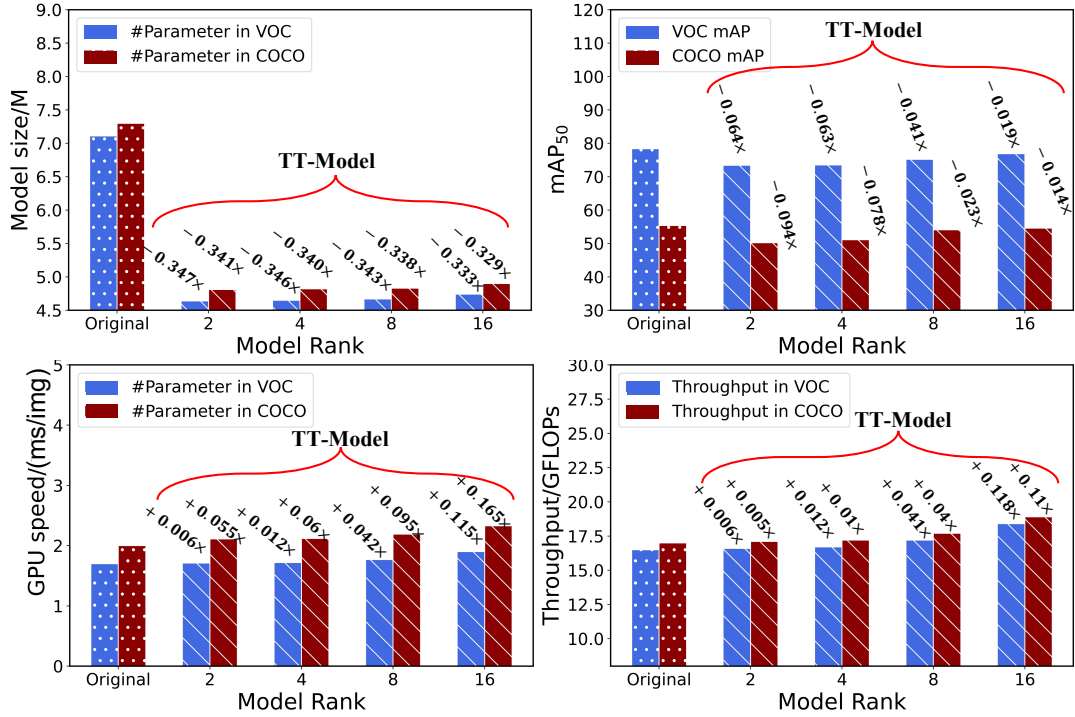 9.0
8.5
8.0
7.5
7.0
6.5
6.0
5.5
5.0
4.5
Model size/M
#Parameter in VOC
#Parameter in COCO
TT-Model
− 0.347×
− 0.341×
− 0.346×
− 0.340×
− 0.343×
− 0.338×
− 0.333×
− 0.329×
Original 2 4 8 16
Model Rank
120
110
100
90
80
70
60
50
40
30
mAP50
VOC mAP
COCO mAP
TT-Model
− 0.064×
− 0.094×
− 0.063×
− 0.078×
− 0.041×
− 0.023×
− 0.019×
− 0.014×
Original 2 4 8 16
Model Rank
5
4
3
2
1
0
GPU speed/(ms/img)
#Parameter in VOC
#Parameter in COCO
TT-Model
+ 0.006×
+ 0.055×
+ 0.012×
+ 0.06×
+ 0.042×
+ 0.095×
+ 0.115×
+ 0.165×
Original 2 4 8 16
Model Rank
30.0
27.5
25.0
22.5
20.0
17.5
15.0
12.5
10.0
Throughput/GFLOPs
Throughput in VOC
Throughput in COCO
TT-Model
+ 0.006×
+ 0.005×
+ 0.012×
+ 0.01×
+ 0.041×
+ 0.04×
+ 0.118×
+ 0.11×
Original 2 4 8 16
Model Rank